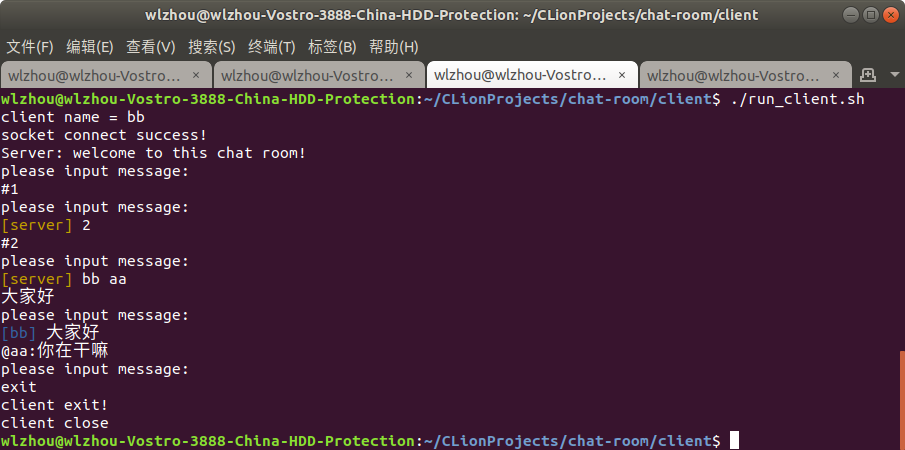 wlzhou@wlzhou-Vostro-3888-China-HDD-Protection: ~/CLionProjects/chat-room/client
文件(F) 编辑(E) 查看(V) 搜索(S) 终端(T) 标签(B) 帮助(H)
wlzhou@wlzhou-Vostro… × wlzhou@wlzhou-Vostro… × wlzhou@wlzhou-Vostro… × wlzhou@wlzhou-Vostro… ×
wlzhou@wlzhou-Vostro-3888-China-HDD-Protection:~/CLionProjects/chat-room/client$ ./run_client.sh
client name = bb
socket connect success!
Server: welcome to this chat room!
please input message:
#1
please input message:
[server] 2
#2
please input message:
[server] bb aa
大家好
please input message:
[bb] 大家好
@aa:你在干嘛
please input message:
exit
client exit!
client close
wlzhou@wlzhou-Vostro-3888-China-HDD-Protection:~/CLionProjects/chat-room/client$